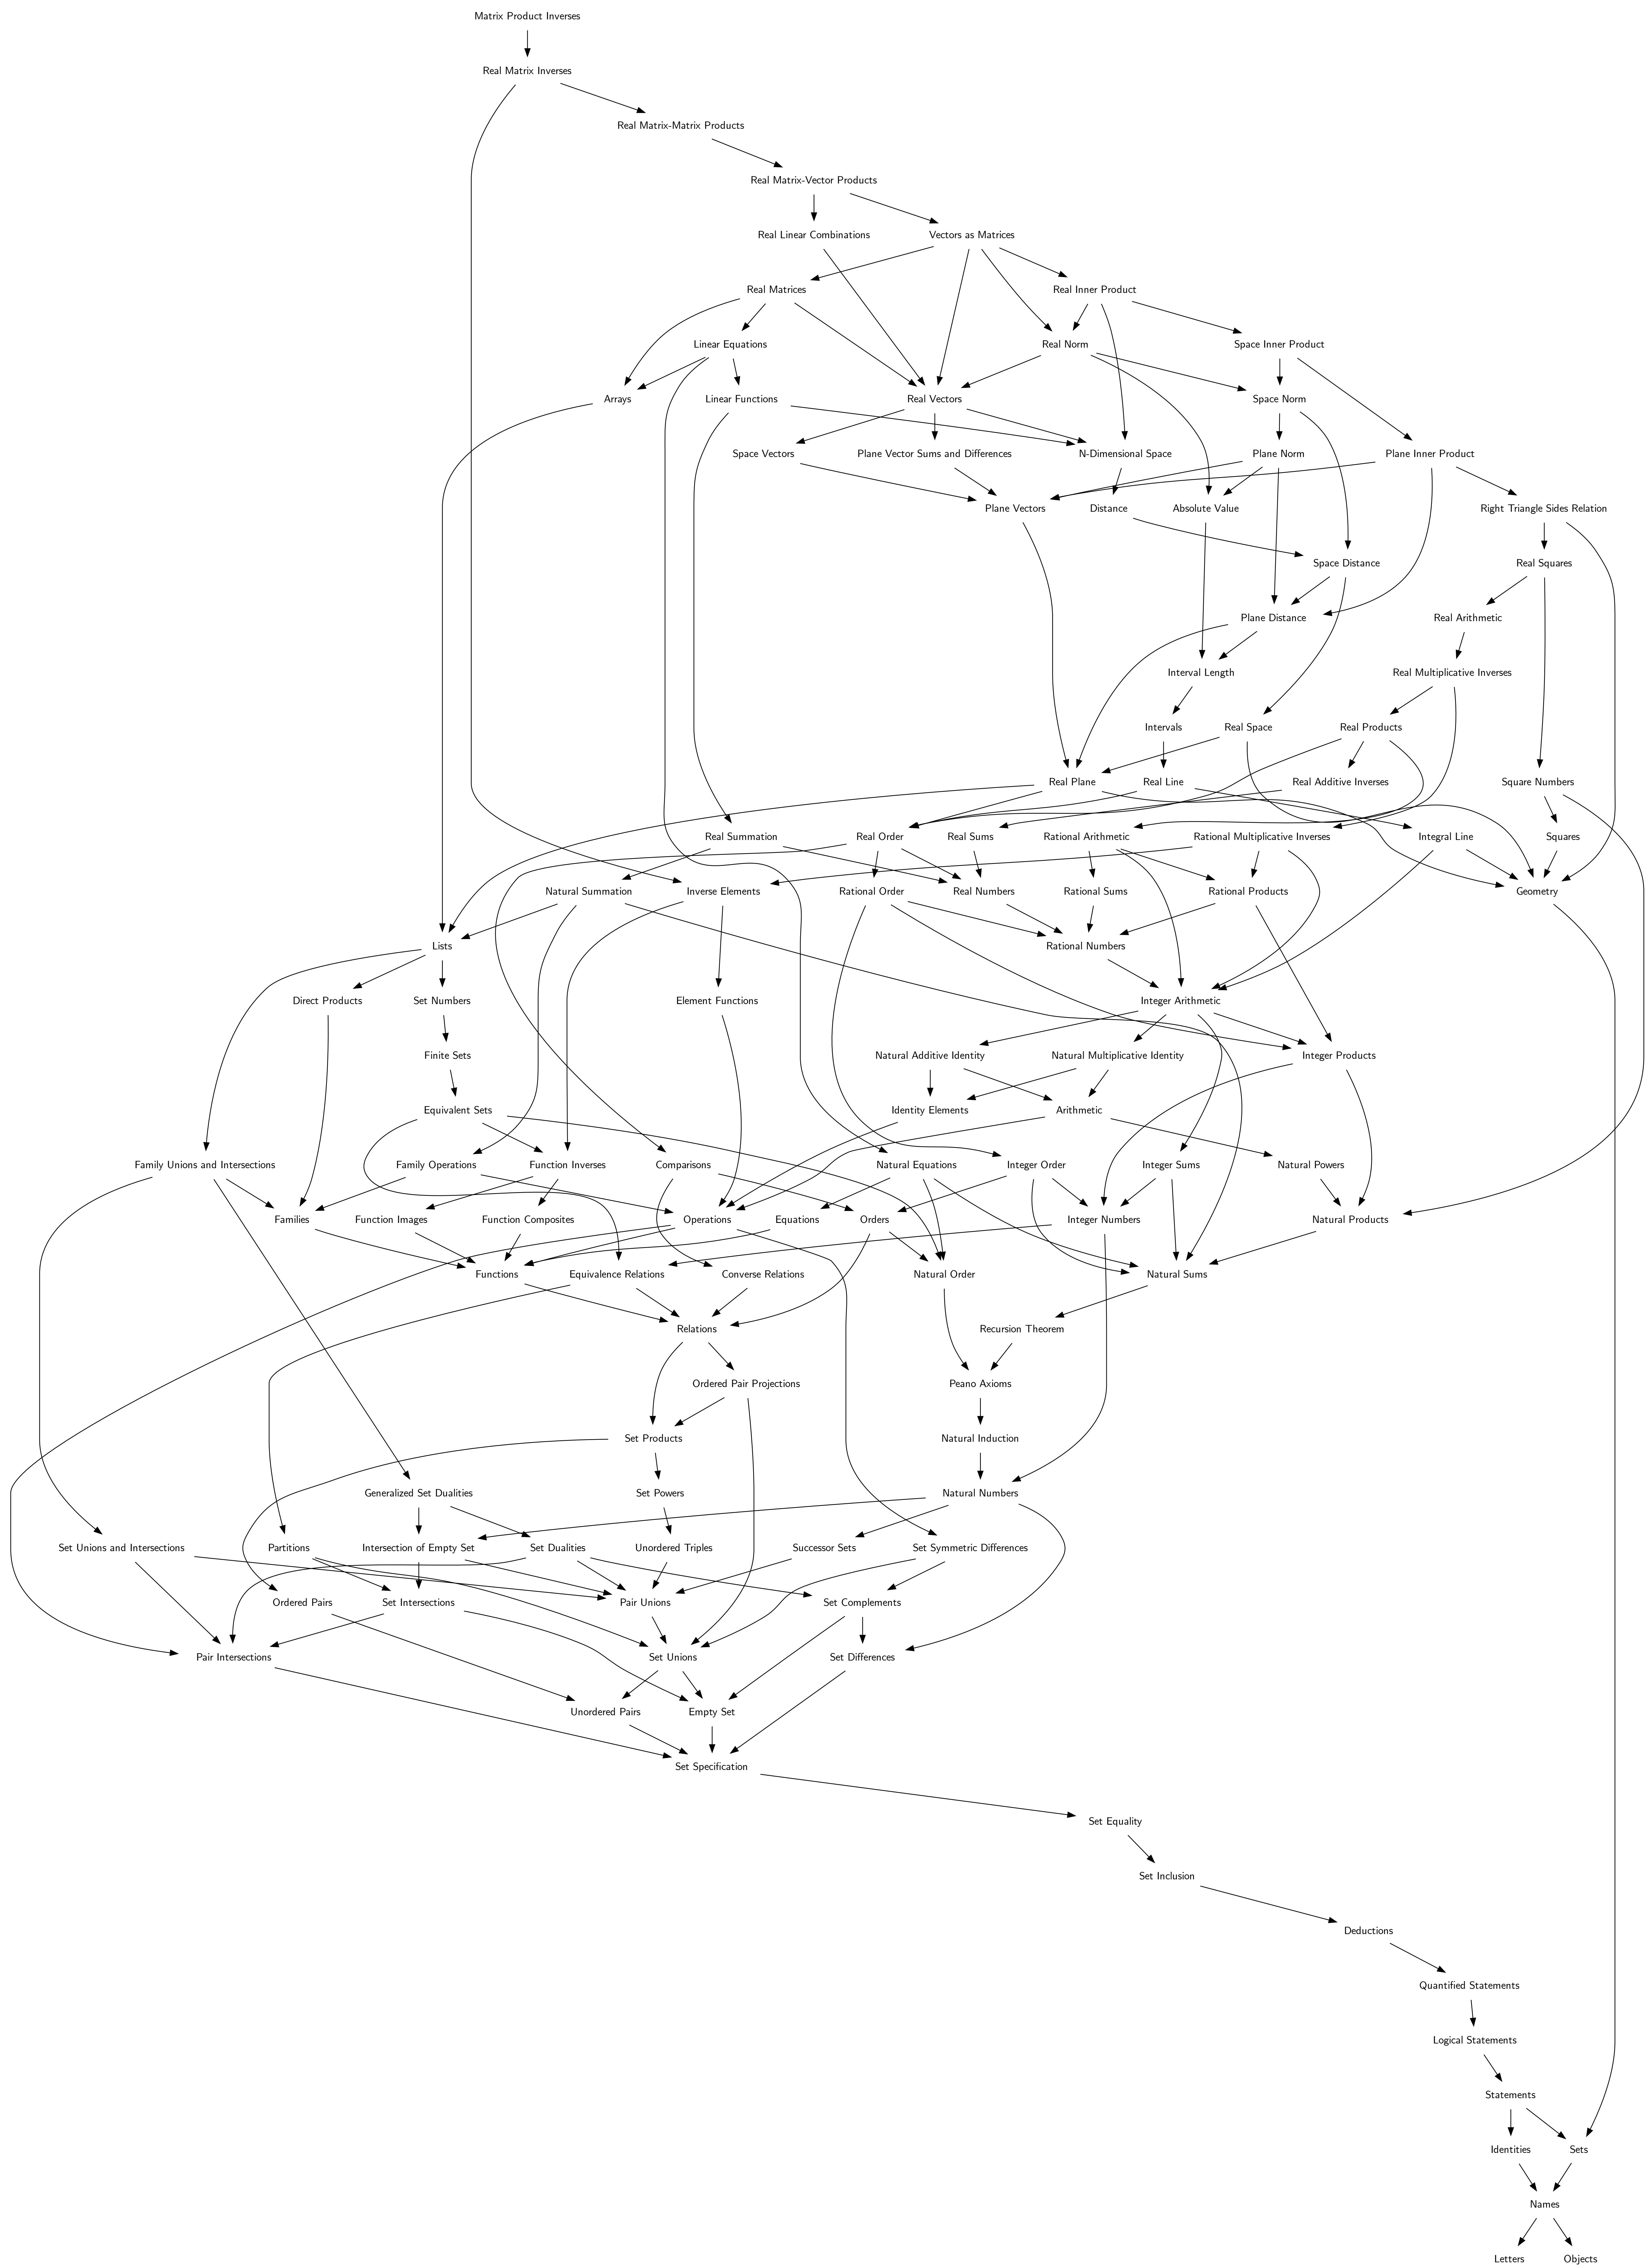 Matrix Product Inverses
Real Matrix Inverses
Real Matrix-Matrix Products
Real Matrix-Vector Products
Real Linear Combinations
Vectors as Matrices
Real Matrices
Real Inner Product
Linear Equations
Real Norm
Space Inner Product
Arrays
Linear Functions
Real Vectors
Space Norm
Space Vectors
Plane Vector Sums and Differences
N-Dimensional Space
Plane Norm
Plane Inner Product
Plane Vectors
Distance
Absolute Value
Right Triangle Sides Relation
Space Distance
Real Squares
Plane Distance
Real Arithmetic
Interval Length
Real Multiplicative Inverses
Intervals
Real Space
Real Products
Real Plane
Real Line
Real Additive Inverses
Square Numbers
Real Summation
Real Order
Real Sums
Rational Arithmetic
Rational Multiplicative Inverses
Integral Line
Squares
Natural Summation
Inverse Elements
Rational Order
Real Numbers
Rational Sums
Rational Products
Geometry
Lists
Rational Numbers
Direct Products
Set Numbers
Element Functions
Integer Arithmetic
Finite Sets
Natural Additive Identity
Natural Multiplicative Identity
Integer Products
Equivalent Sets
Identity Elements
Arithmetic
Family Unions and Intersections
Family Operations
Function Inverses
Comparisons
Natural Equations
Integer Order
Integer Sums
Natural Powers
Families
Function Images
Function Composites
Operations
Equations
Orders
Integer Numbers
Natural Products
Functions
Equivalence Relations
Converse Relations
Natural Order
Natural Sums
Relations
Recursion Theorem
Ordered Pair Projections
Peano Axioms
Set Products
Natural Induction
Generalized Set Dualities
Set Powers
Natural Numbers
Set Unions and Intersections
Partitions
Intersection of Empty Set
Set Dualities
Unordered Triples
Successor Sets
Set Symmetric Differences
Ordered Pairs
Set Intersections
Pair Unions
Set Complements
Pair Intersections
Set Unions
Set Differences
Unordered Pairs
Empty Set
Set Specification
Set Equality
Set Inclusion
Deductions
Quantified Statements
Logical Statements
Statements
Identities
Sets
Names
Letters
Objects